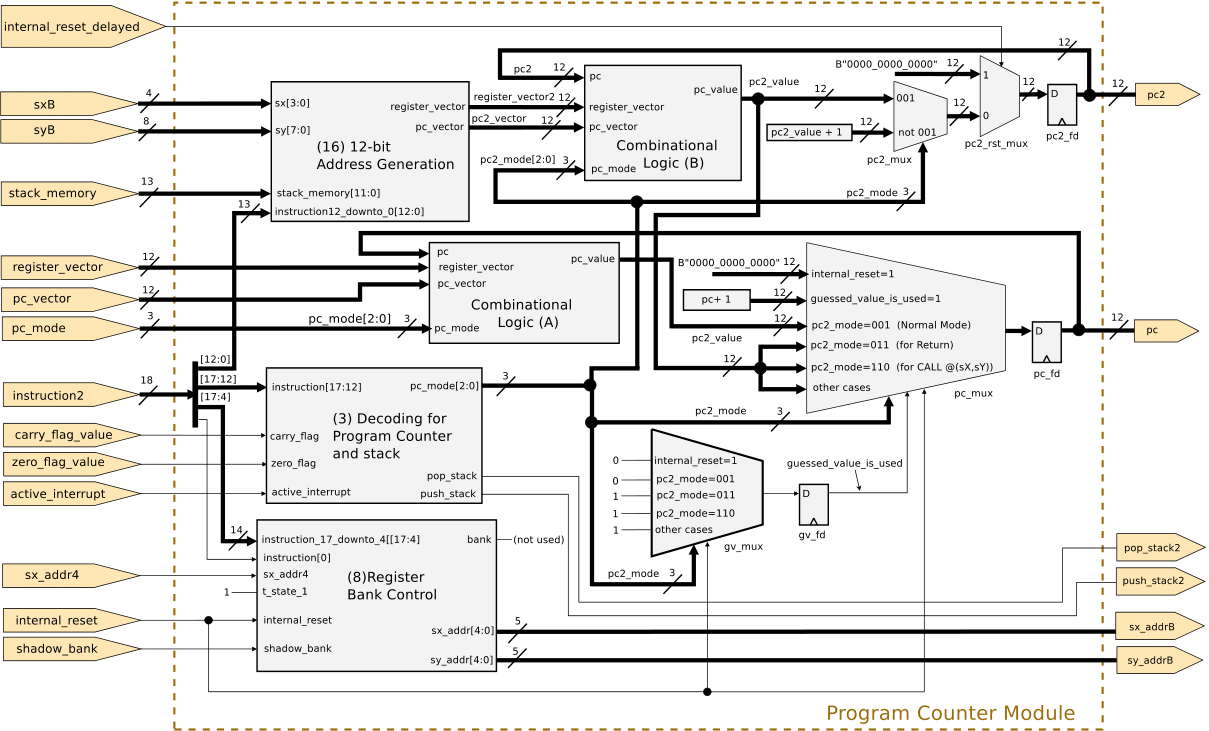 internal_reset_delayed
12
pc2
12
B"0000_0000_0000"
12
1
12
D
12
pc2
pc
pc_value
pc2_value
12
001
12
0
pc2_fd
pc2_rst_mux
sxB
4
sx[3:0]
register_vector
register_vector2
12
register_vector
syB
8
sy[7:0]
pc_vector
pc2_vector
12
pc_vector
pc2_value + 1
12
not 001
(16) 12-bit
Address Generation
Combinational
Logic (B)
pc2_mux
pc2_mode[2:0]
3
pc_mode
stack_memory
13
stack_memory[11:0]
pc2_mode
3
13
instruction12_downto_0[12:0]
pc
pc_value
register_vector
12
register_vector
B"0000_0000_0000"
12
internal_reset=1
pc_vector
12
pc_vector
pc+ 1
12
guessed_value_is_used=1
Combinational
Logic (A)
pc_mode
3
pc_mode[2:0]
3
pc_mode
12
pc2_mode=001 (Normal Mode)
D
12
pc
pc2_value
pc2_mode=011 (for Return)
12
pc2_mode=110 (for CALL @(sX,sY))
pc_fd
other cases
pc_mux
[12:0]
[17:12]
instruction2
18
[17:4]
instruction[17:12]
pc_mode[2:0]
3
(3) Decoding for
Program Counter
and stack
pc2_mode
3
carry_flag_value
carry_flag
zero_flag_value
zero_flag
active_interrupt
active_interrupt
pop_stack
push_stack
0
internal_reset=1
0
pc2_mode=001
1
pc2_mode=011
1
pc2_mode=110
1
other cases
gv_mux
guessed_value_is_used
D
gv_fd
14
instruction_17_downto_4[[17:4]
bank
(not used)
instruction[0]
pop_stack2
sx_addr4
sx_addr4
(8)Register
Bank Control
pc2_mode
3
push_stack2
1
t_state_1
internal_reset
internal_reset
sx_addr[4:0]
5
sx_addrB
shadow_bank
shadow_bank
sy_addr[4:0]
5
sy_addrB
Program Counter Module